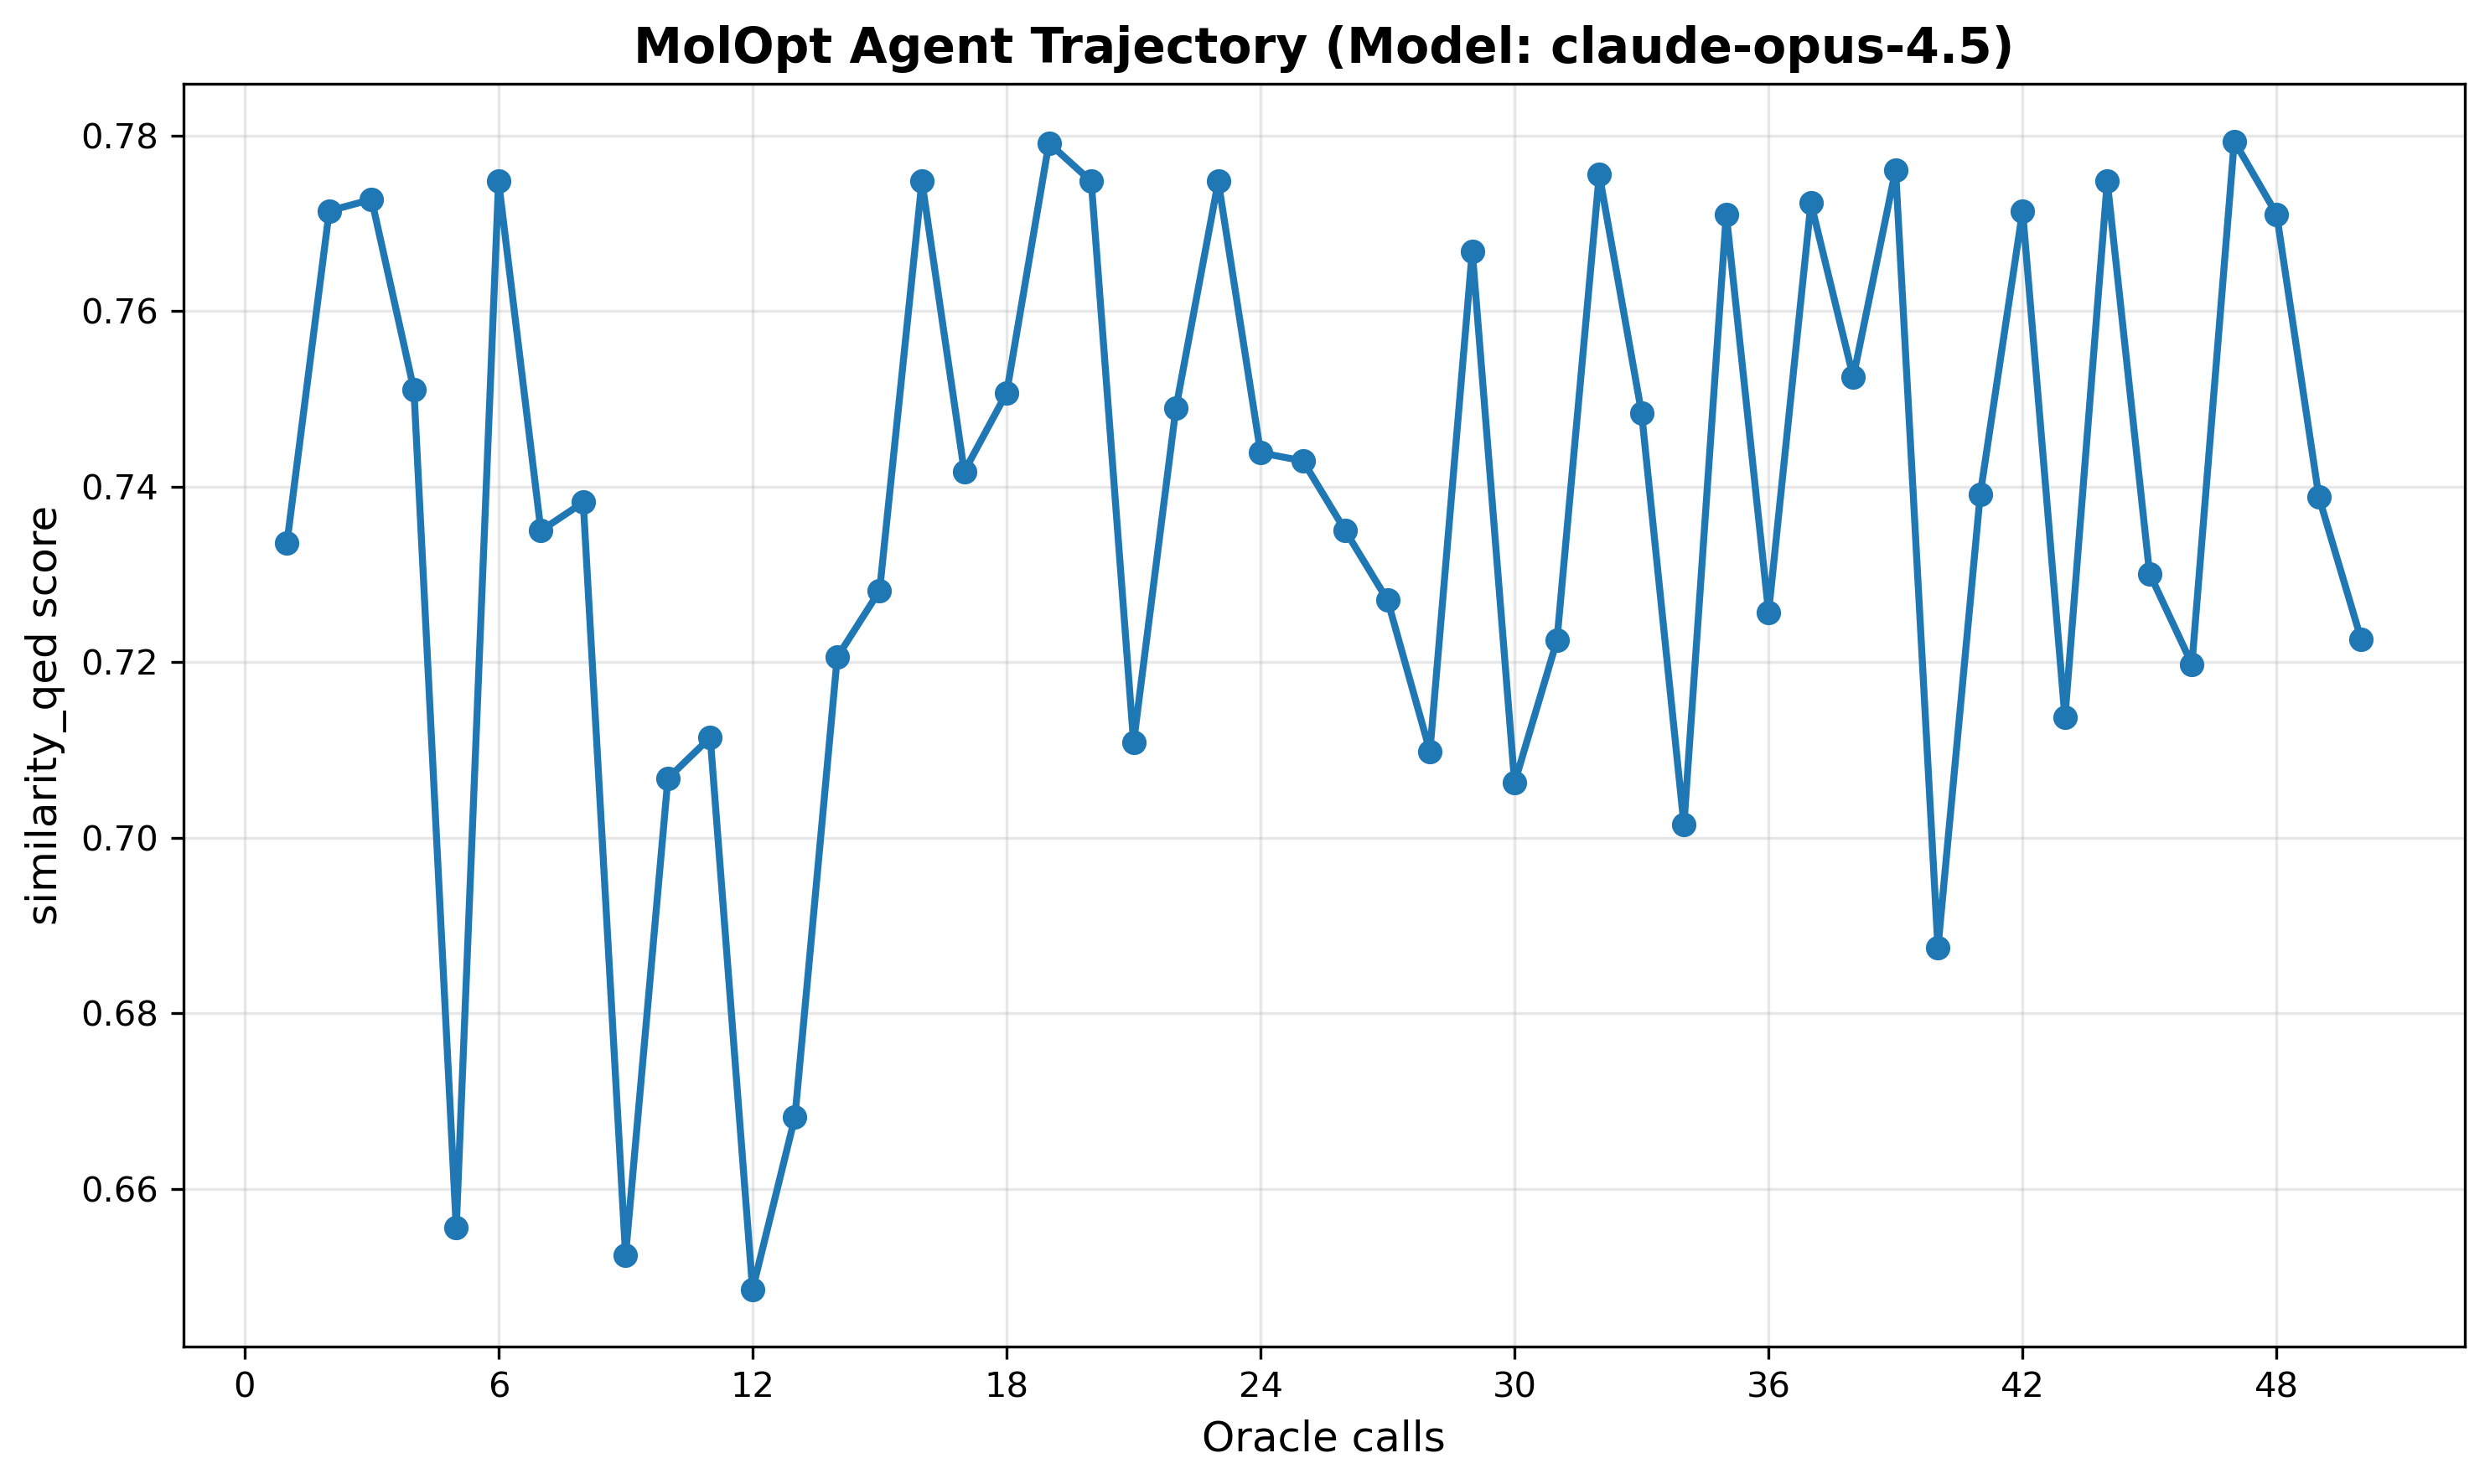 MolOpt Agent Trajectory (Model: claude-opus-4.5)
similarity_qed score
0.78
0.76
0.74
0.72
0.70
0.68
0.66
0 6 12 18 24 30 36 42 48
Oracle calls